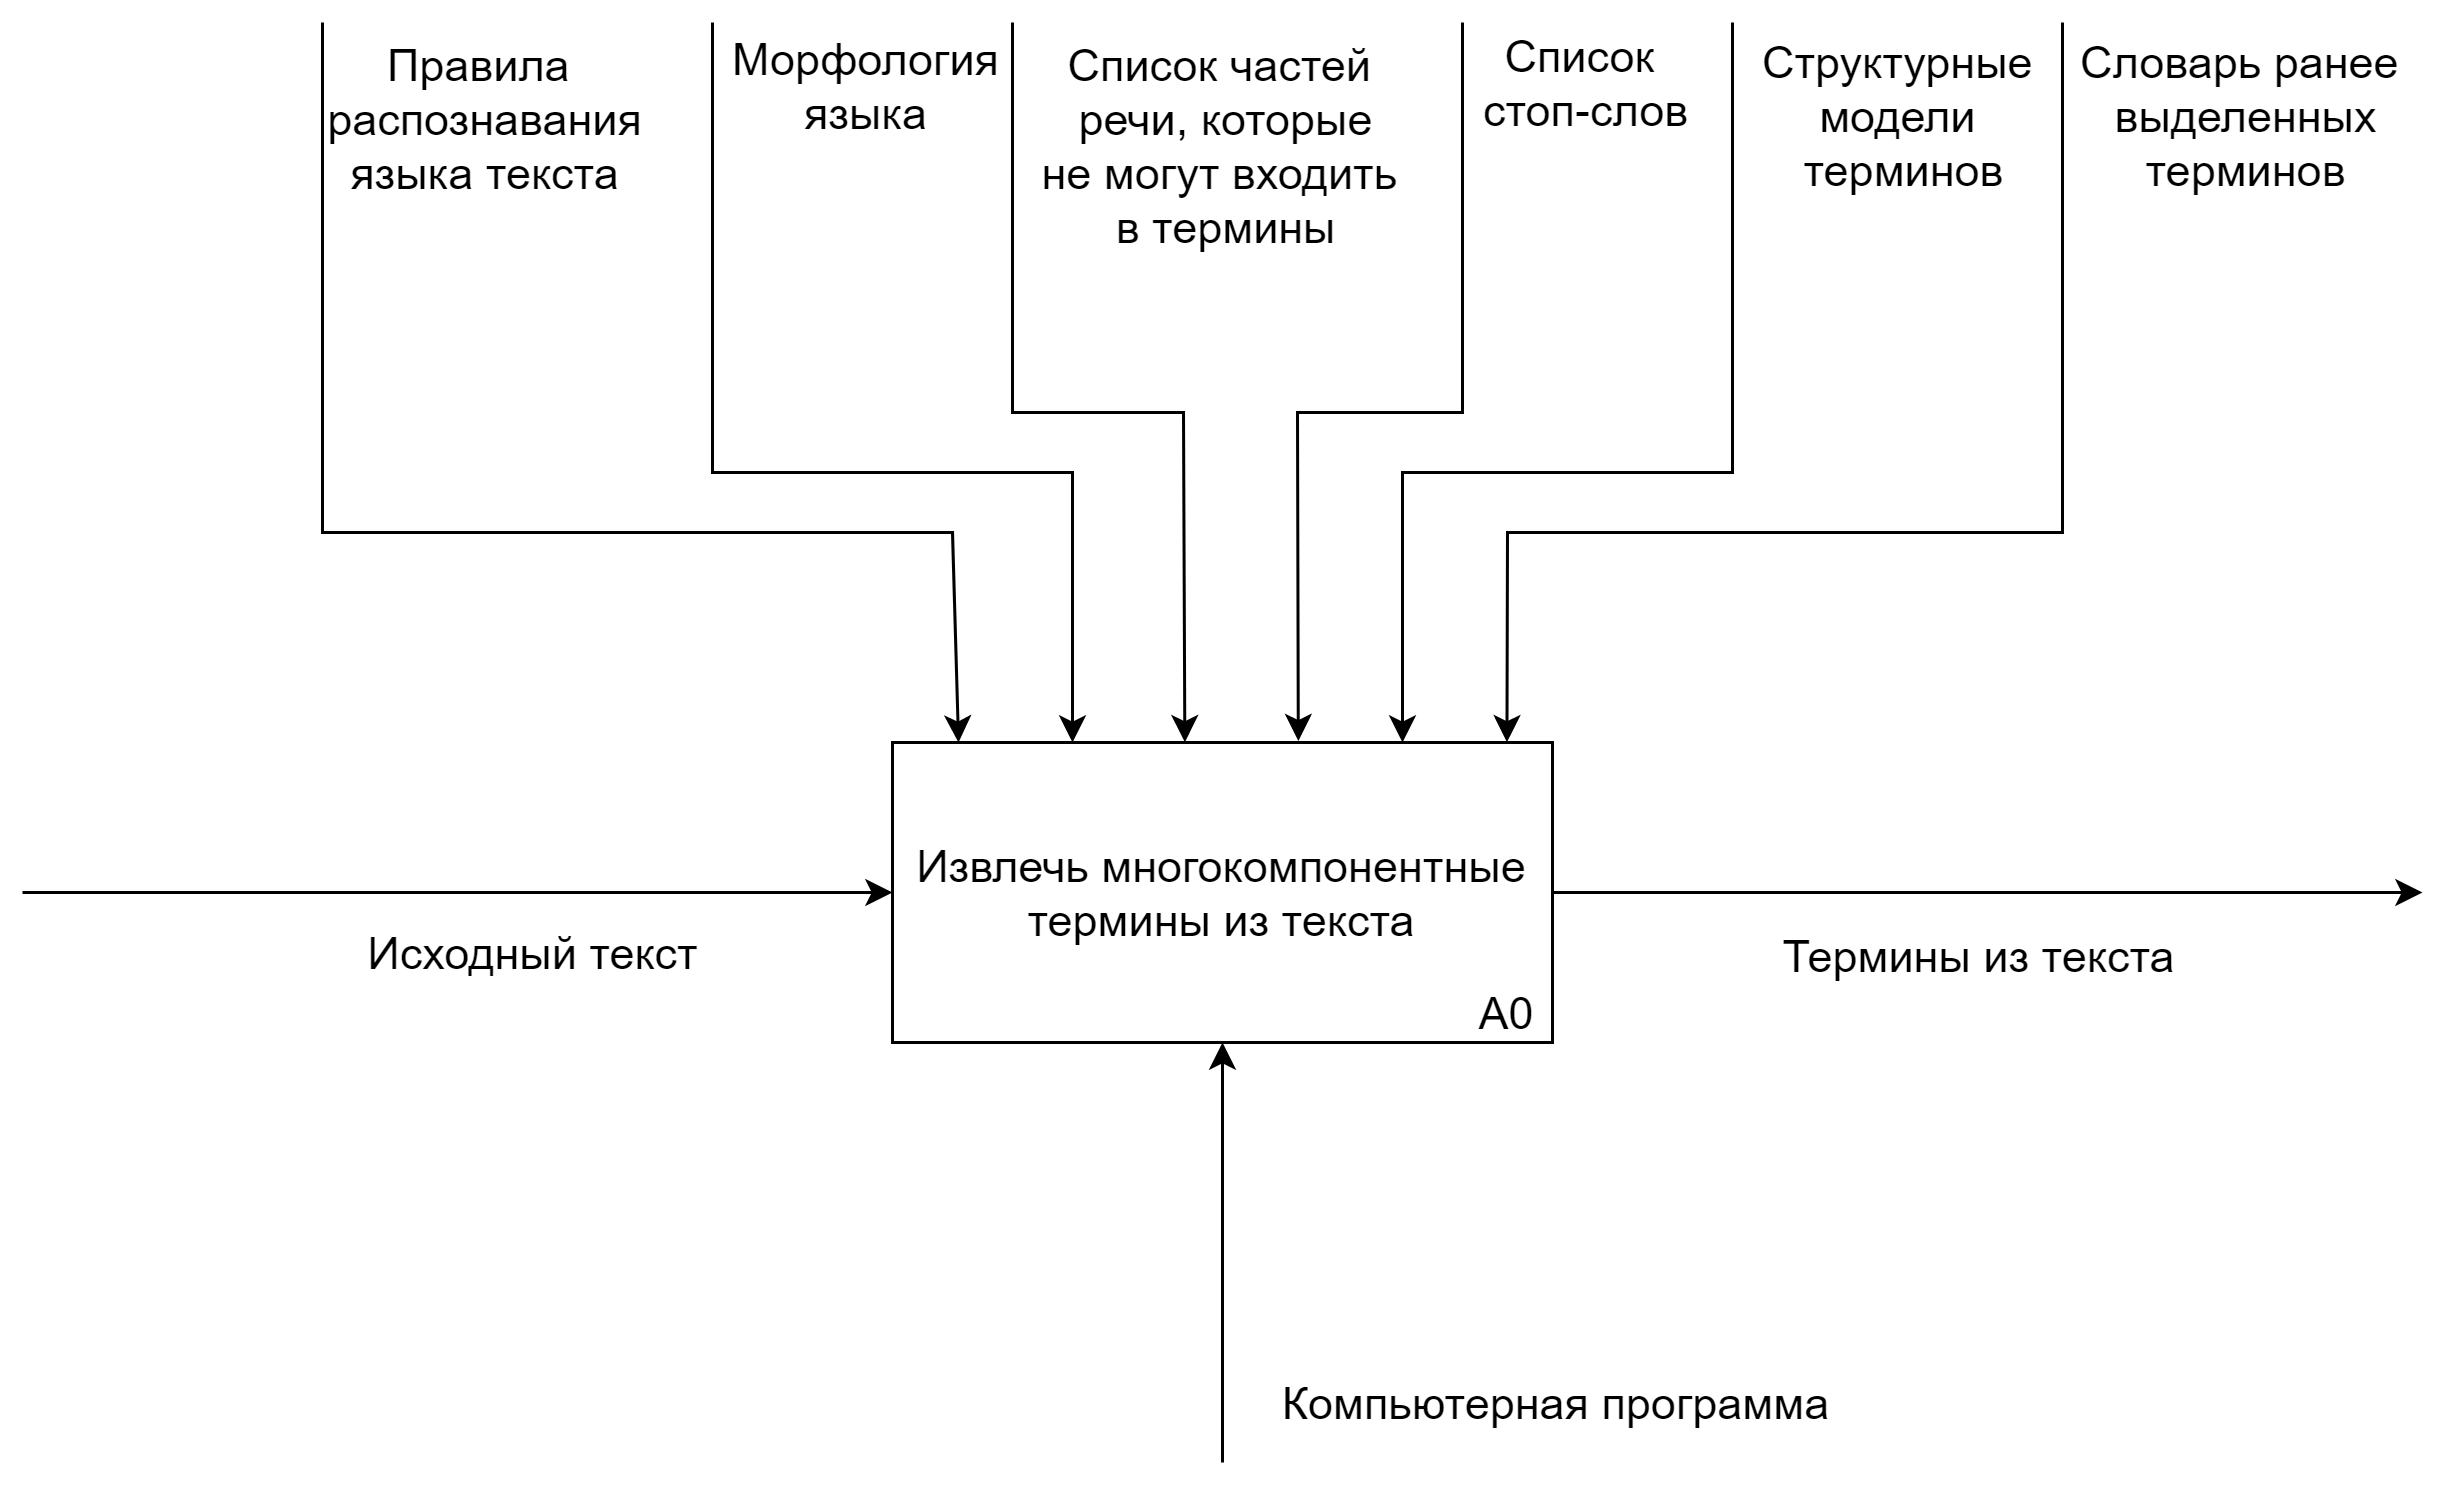 Правила
распознавания
языка текста
Морфология
языка
Список частей
речи, которые
не могут входить
в термины
Список
стоп-слов
Структурные
модели
терминов
Словарь ранее
выделенных
терминов
Извлечь многокомпонентные
термины из текста
А0
Исходный текст
Термины из текста
Компьютерная программа